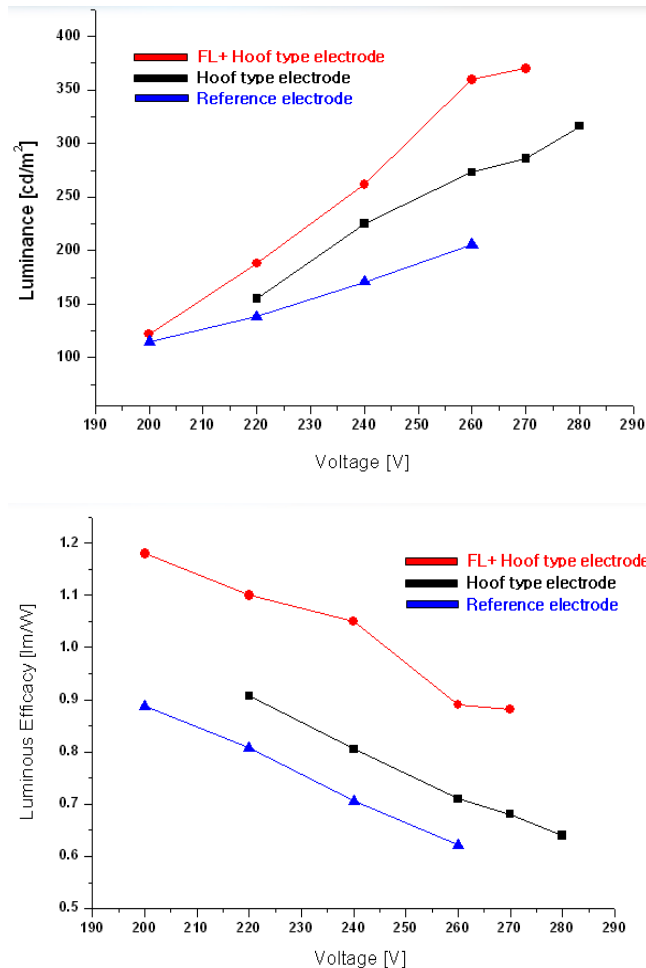 400
FL+ Hoof type electrode
Hoof type electrode
Reference electrode
350
300
250
200
150
100
Luminance [cd/m²]
190 200 210 220 230 240 250 260 270 280 290
Voltage [V]
1.2
FL+ Hoof type electrode
Hoof type electrode
Reference electrode
1.1
1.0
0.9
0.8
0.7
0.6
0.5
Luminous Efficacy [lm/W]
190 200 210 220 230 240 250 260 270 280 290
Voltage [V]